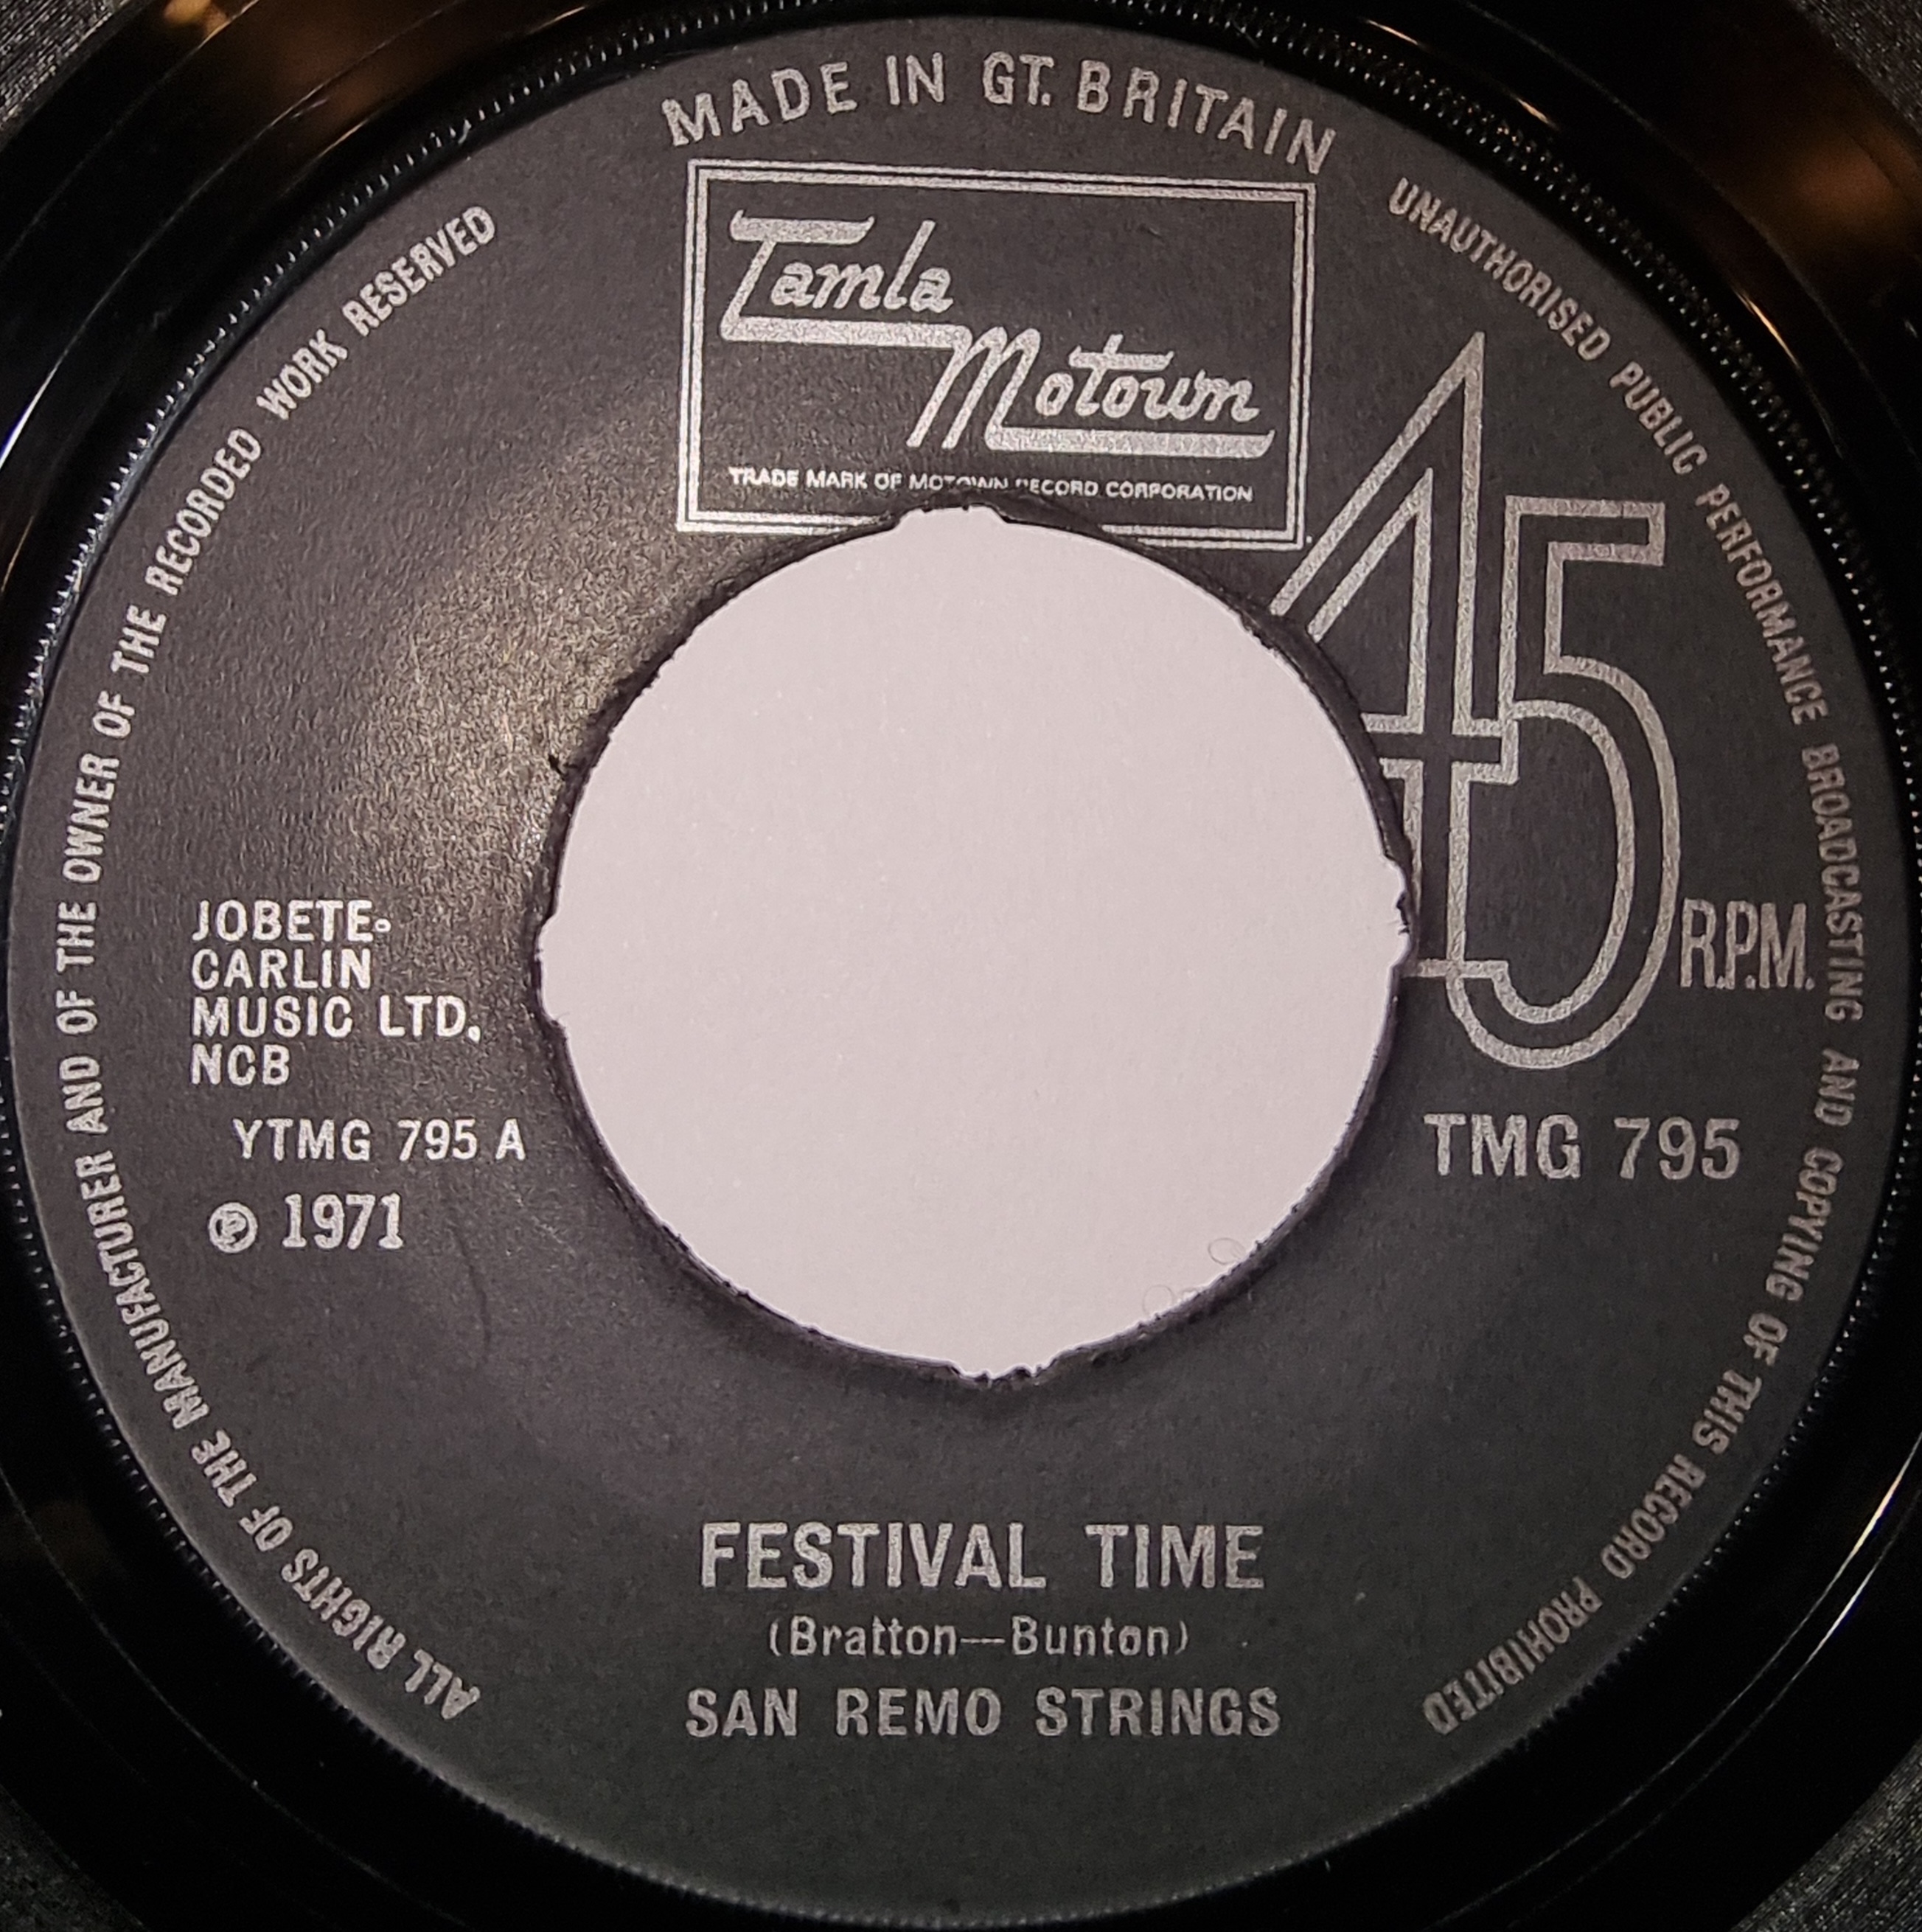 MADE IN GT. BRITAIN
Tamla
Motown
TRADE MARK OF MOTOWN RECORD CORPORATION
45
R.P.M.
JOBETE-
CARLIN
MUSIC LTD.
NCB
YTMG 795 A
℗ 1971
TMG 795
FESTIVAL TIME
(Bratton—Bunton)
SAN REMO STRINGS
ALL RIGHTS OF THE MANUFACTURER AND OF THE OWNER OF THE RECORDED WORK RESERVED
UNAUTHORISED PUBLIC PERFORMANCE BROADCASTING AND COPYING OF THIS RECORD PROHIBITED